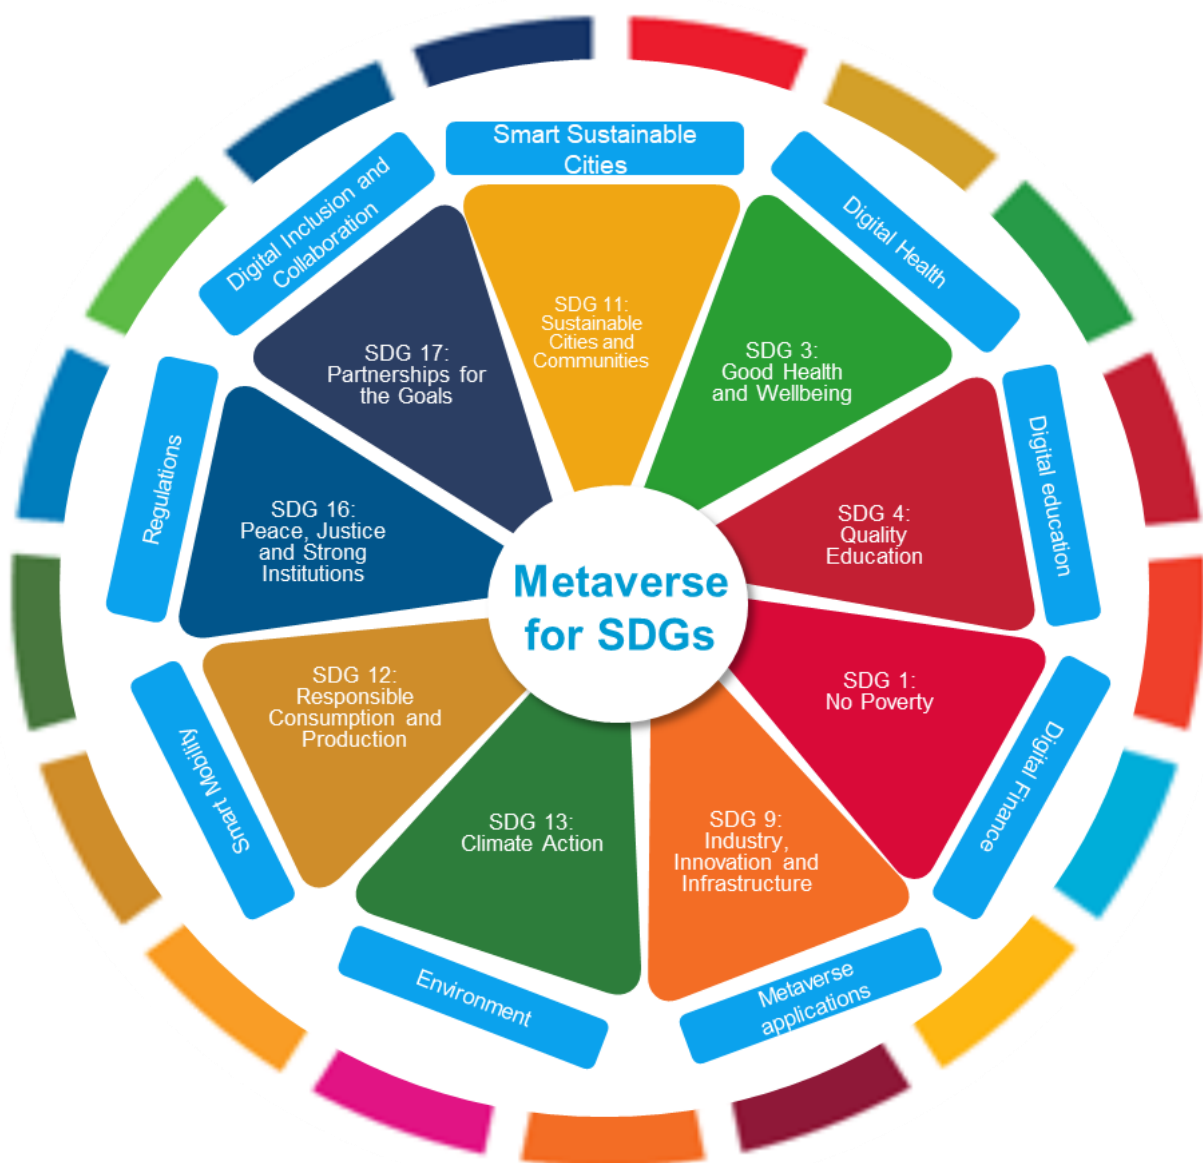 Smart Sustainable
Cities
Digital Health
Digital education
Digital Finance
Metaverse
applications
Environment
Smart Mobility
Regulations
Digital Inclusion and
Collaboration
SDG 11:
Sustainable
Cities and
Communities
SDG 3:
Good Health
and Wellbeing
SDG 4:
Quality
Education
SDG 1:
No Poverty
SDG 9:
Industry,
Innovation and
Infrastructure
SDG 13:
Climate Action
SDG 12:
Responsible
Consumption and
Production
SDG 16:
Peace, Justice
and Strong
Institutions
SDG 17:
Partnerships for
the Goals
Metaverse
for SDGs